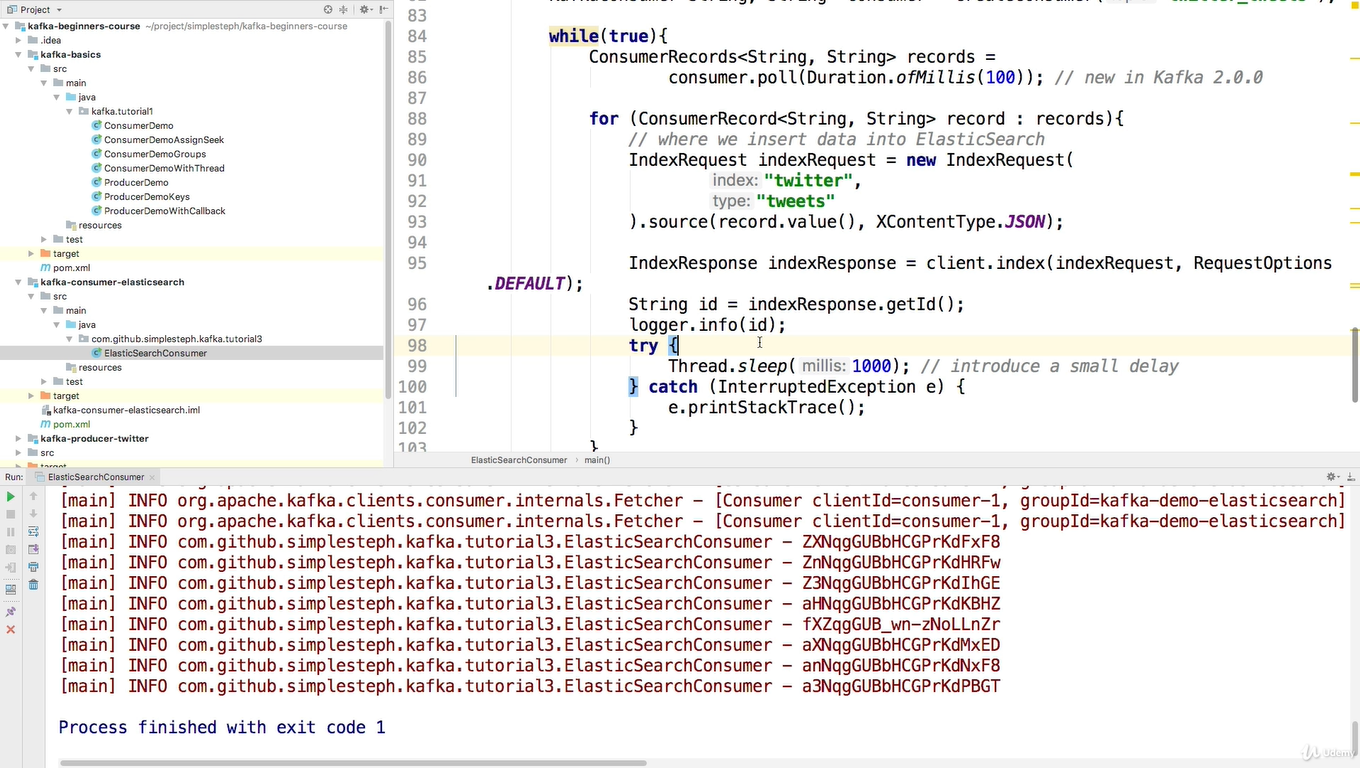 Project
kafka-beginners-course ~/project/simplesteph/kafka-beginners-course
.idea
kafka-basics
src
main
java
kafka.tutorial1
ConsumerDemo
ConsumerDemoAssignSeek
ConsumerDemoGroups
ConsumerDemoWithThread
ProducerDemo
ProducerDemoKeys
ProducerDemoWithCallback
resources
test
target
pom.xml
kafka-consumer-elasticsearch
src
main
java
com.github.simplesteph.kafka.tutorial3
ElasticSearchConsumer
resources
test
target
kafka-consumer-elasticsearch.iml
pom.xml
kafka-producer-twitter
src
target
83
84 while(true){
85 ConsumerRecords<String, String> records =
86 consumer.poll(Duration.ofMillis(100)); // new in Kafka 2.0.0
87
88 for (ConsumerRecord<String, String> record : records){
89 // where we insert data into ElasticSearch
90 IndexRequest indexRequest = new IndexRequest(
91 index: "twitter",
92 type: "tweets"
93 ).source(record.value(), XContentType.JSON);
94
95 IndexResponse indexResponse = client.index(indexRequest, RequestOptions
.DEFAULT);
96 String id = indexResponse.getId();
97 logger.info(id);
98 try {
99 Thread.sleep( millis: 1000); // introduce a small delay
100 } catch (InterruptedException e) {
101 e.printStackTrace();
102 }
103 }
ElasticSearchConsumer › main()
Run: ElasticSearchConsumer
[main] INFO org.apache.kafka.clients.consumer.internals.Fetcher - [Consumer clientId=consumer-1, groupId=kafka-demo-elasticsearch]
[main] INFO org.apache.kafka.clients.consumer.internals.Fetcher - [Consumer clientId=consumer-1, groupId=kafka-demo-elasticsearch]
[main] INFO com.github.simplesteph.kafka.tutorial3.ElasticSearchConsumer - ZXNqgGUBbHCGPrKdFxF8
[main] INFO com.github.simplesteph.kafka.tutorial3.ElasticSearchConsumer - ZnNqgGUBbHCGPrKdHRFw
[main] INFO com.github.simplesteph.kafka.tutorial3.ElasticSearchConsumer - Z3NqgGUBbHCGPrKdIhGE
[main] INFO com.github.simplesteph.kafka.tutorial3.ElasticSearchConsumer - aHNqgGUBbHCGPrKdKBHZ
[main] INFO com.github.simplesteph.kafka.tutorial3.ElasticSearchConsumer - fXZqgGUB_wn-zNoLLnZr
[main] INFO com.github.simplesteph.kafka.tutorial3.ElasticSearchConsumer - aXNqgGUBbHCGPrKdMxED
[main] INFO com.github.simplesteph.kafka.tutorial3.ElasticSearchConsumer - anNqgGUBbHCGPrKdNxF8
[main] INFO com.github.simplesteph.kafka.tutorial3.ElasticSearchConsumer - a3NqgGUBbHCGPrKdPBGT
Process finished with exit code 1
Udemy